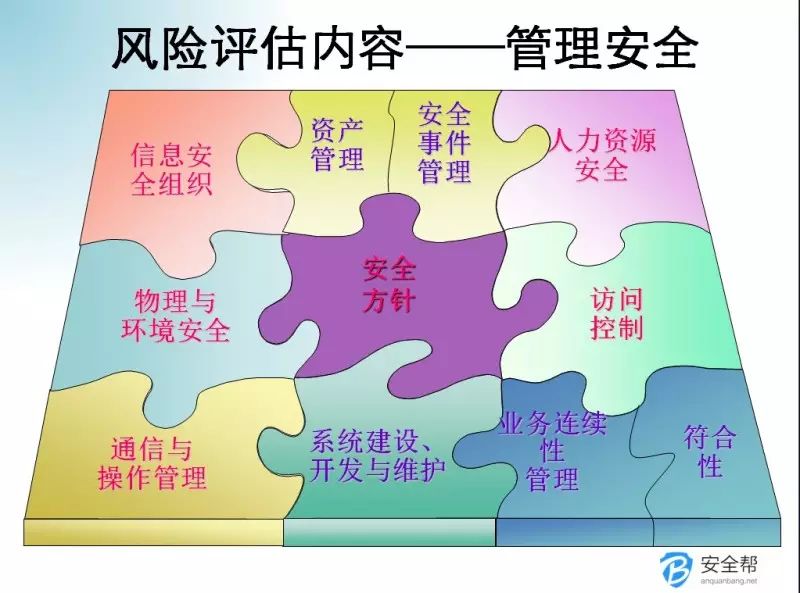 风险评估内容——管理安全
信息安
全组织
资产
管理
安全
事件
管理
人力资源
安全
物理与
环境安全
安全
方针
访问
控制
通信与
操作管理
系统建设、
开发与维护
业务连续
性
管理
符合
性
安全帮
anquanbang.net